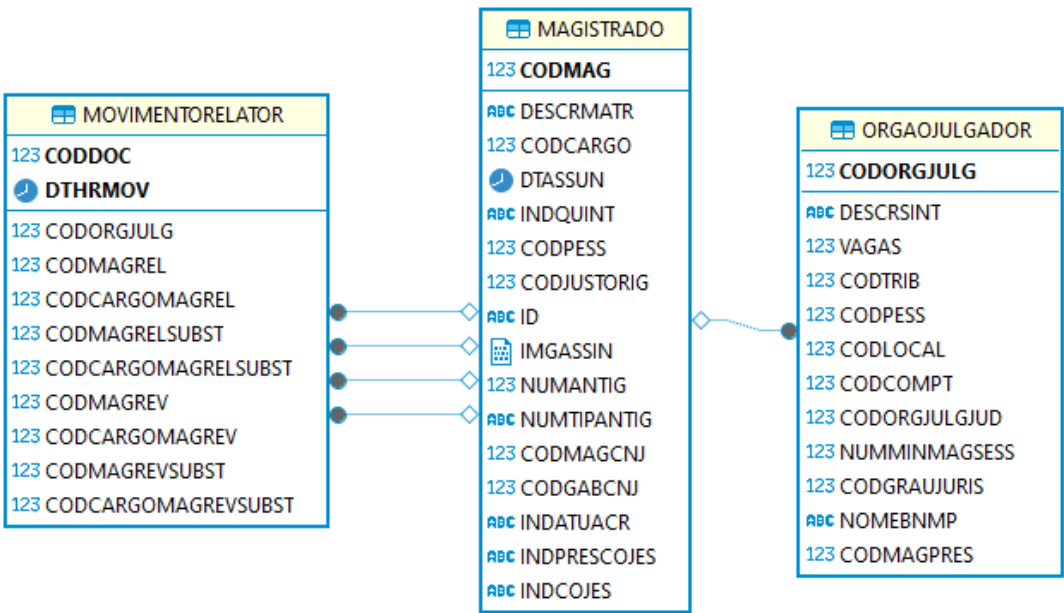 MOVIMENTORELATOR
123 CODDOC
DTHRMOV
123 CODORGJULG
123 CODMAGREL
123 CODCARGOMAGREL
123 CODMAGRELSUBST
123 CODCARGOMAGRELSUBST
123 CODMAGREV
123 CODCARGOMAGREV
123 CODMAGREVSUBST
123 CODCARGOMAGREVSUBST
MAGISTRADO
123 CODMAG
ABC DESCRMATR
123 CODCARGO
DTASSUN
ABC INDQUINT
123 CODPESS
123 CODJUSTORIG
ABC ID
IMGASSIN
123 NUMANTIG
ABC NUMTIPANTIG
123 CODMAGCNJ
123 CODGABCNJ
ABC INDATUACR
ABC INDPRESCOJES
ABC INDCOJES
ORGAOJULGADOR
123 CODORGJULG
ABC DESCRSINT
123 VAGAS
123 CODTRIB
123 CODPESS
123 CODLOCAL
123 CODCOMPT
123 CODORGJULGJUD
123 NUMMINMAGSESS
123 CODGRAUJURIS
ABC NOMEBNMP
123 CODMAGPRES